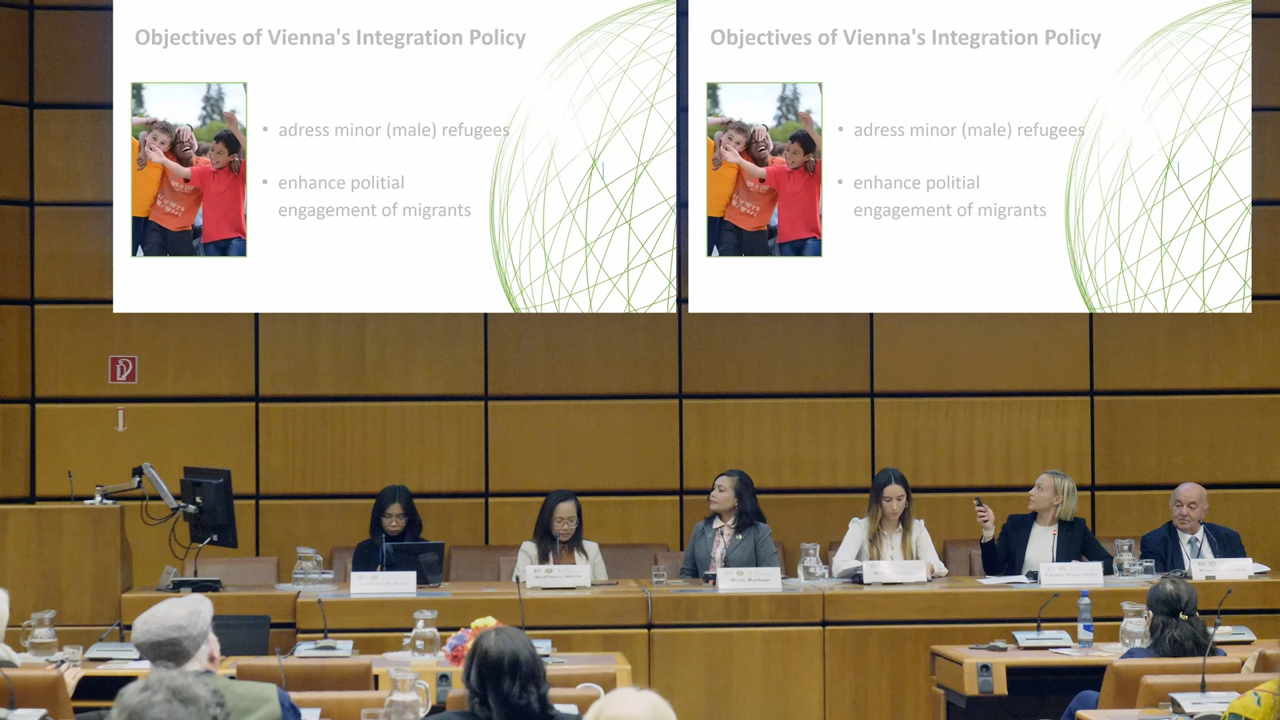 Objectives of Vienna's Integration Policy
• adress minor (male) refugees
• enhance politial
engagement of migrants
Objectives of Vienna's Integration Policy
• adress minor (male) refugees
• enhance politial
engagement of migrants